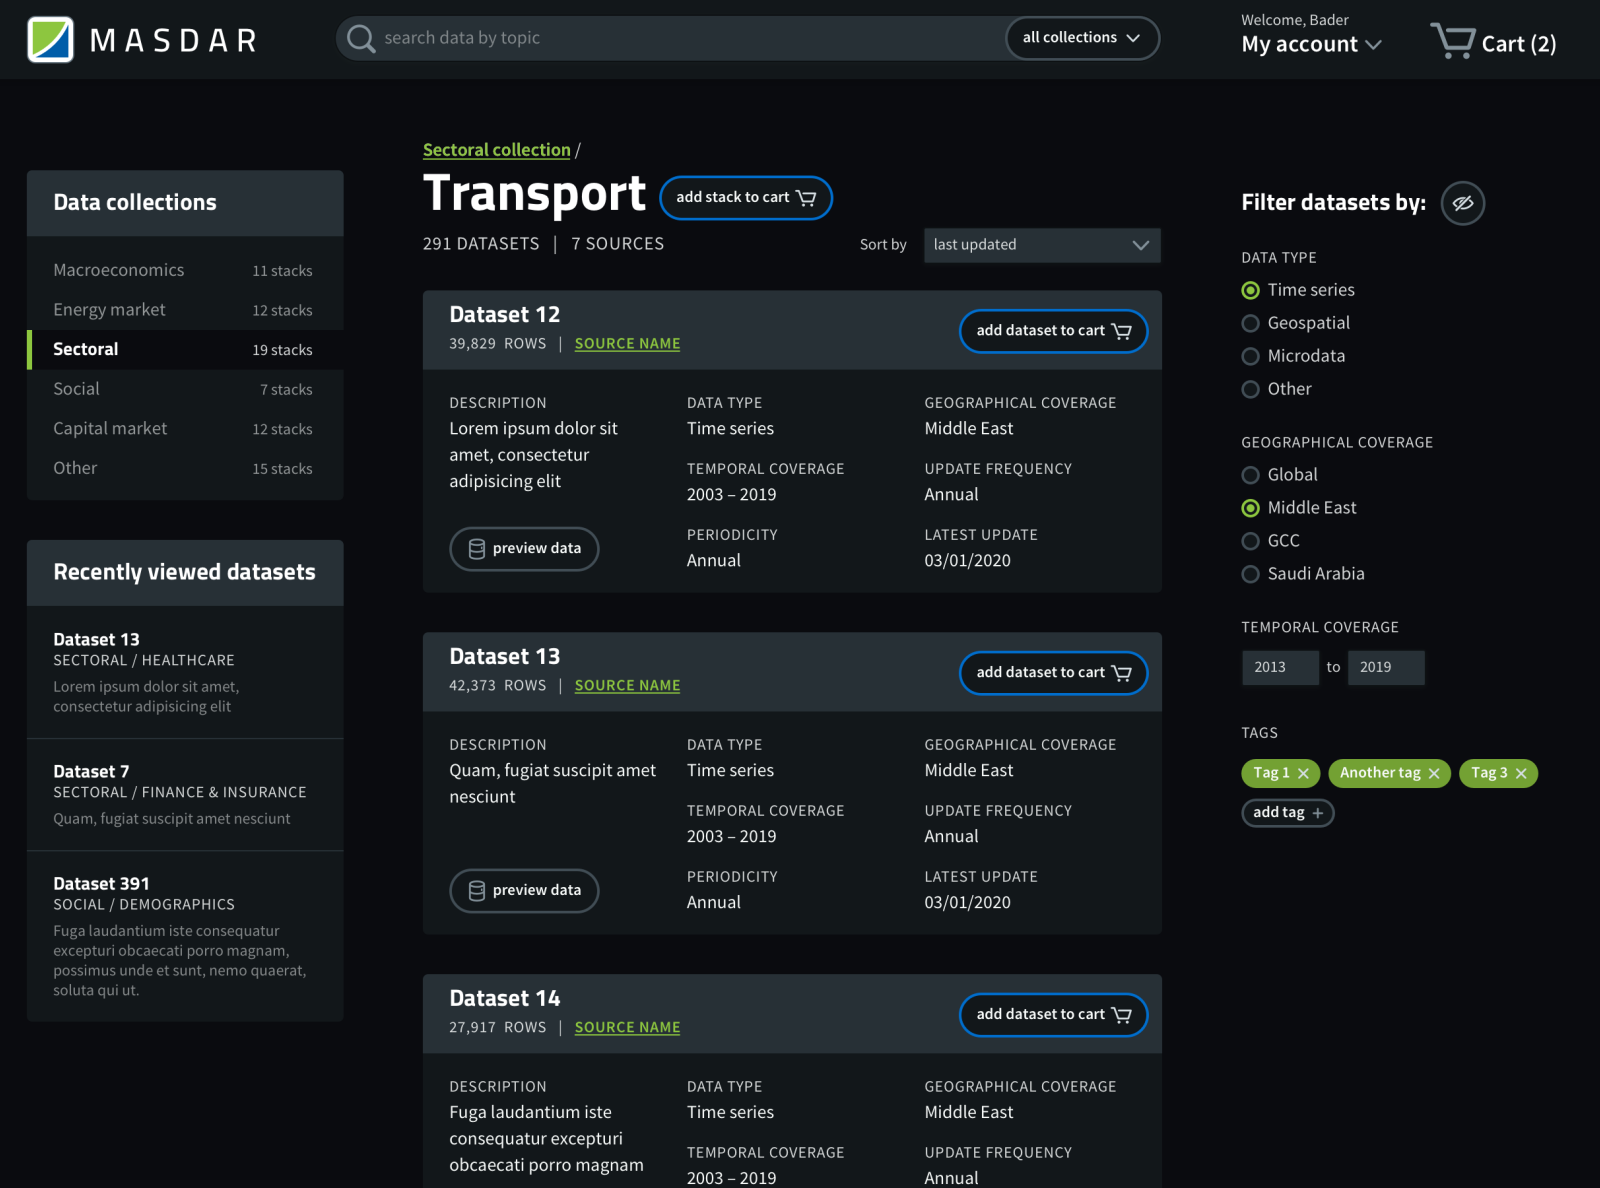 MASDAR
search data by topic
all collections
Welcome, Bader
My account
Cart (2)
Data collections
Macroeconomics 11 stacks
Energy market 12 stacks
Sectoral 19 stacks
Social 7 stacks
Capital market 12 stacks
Other 15 stacks
Recently viewed datasets
Dataset 13
SECTORAL / HEALTHCARE
Lorem ipsum dolor sit amet,
consectetur adipisicing elit
Dataset 7
SECTORAL / FINANCE & INSURANCE
Quam, fugiat suscipit amet nesciunt
Dataset 391
SOCIAL / DEMOGRAPHICS
Fuga laudantium iste consequatur
excepturi obcaecati porro magnam,
possimus unde et sunt, nemo quaerat,
soluta qui ut.
Sectoral collection /
Transport
add stack to cart
291 DATASETS | 7 SOURCES
Sort by
last updated
Dataset 12
39,829 ROWS | SOURCE NAME
add dataset to cart
DESCRIPTION
Lorem ipsum dolor sit
amet, consectetur
adipisicing elit
preview data
DATA TYPE
Time series
TEMPORAL COVERAGE
2003 – 2019
PERIODICITY
Annual
GEOGRAPHICAL COVERAGE
Middle East
UPDATE FREQUENCY
Annual
LATEST UPDATE
03/01/2020
Dataset 13
42,373 ROWS | SOURCE NAME
add dataset to cart
DESCRIPTION
Quam, fugiat suscipit amet
nesciunt
preview data
DATA TYPE
Time series
TEMPORAL COVERAGE
2003 – 2019
PERIODICITY
Annual
GEOGRAPHICAL COVERAGE
Middle East
UPDATE FREQUENCY
Annual
LATEST UPDATE
03/01/2020
Dataset 14
27,917 ROWS | SOURCE NAME
add dataset to cart
DESCRIPTION
Fuga laudantium iste
consequatur excepturi
obcaecati porro magnam
DATA TYPE
Time series
TEMPORAL COVERAGE
2003 – 2019
GEOGRAPHICAL COVERAGE
Middle East
UPDATE FREQUENCY
Annual
Filter datasets by:
DATA TYPE
Time series
Geospatial
Microdata
Other
GEOGRAPHICAL COVERAGE
Global
Middle East
GCC
Saudi Arabia
TEMPORAL COVERAGE
2013 to 2019
TAGS
Tag 1
Another tag
Tag 3
add tag